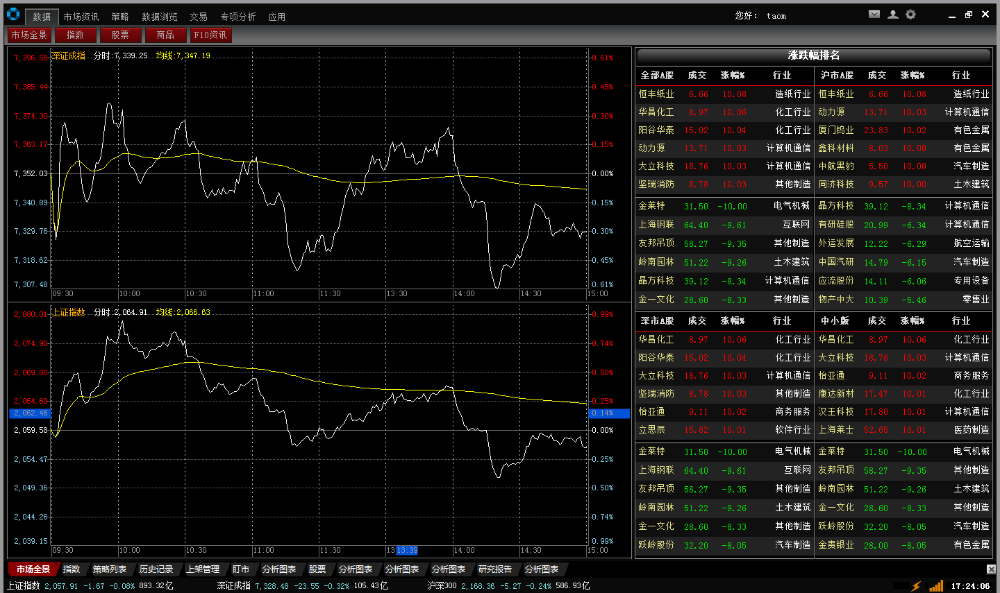 数据 市场资讯 策略 数据浏览 交易 专项分析 应用 您好: taom
市场全景 指数 股票 商品 F10资讯
深证成指 分时:7,339.25 均线:7,347.19
7,396.58 0.61%
7,385.44 0.45%
7,374.30 0.30%
7,363.17 0.15%
7,352.03 0.00%
7,340.89 0.15%
7,329.76 0.30%
7,318.62 0.45%
7,307.48 0.61%
09:30 10:00 10:30 11:00 11:30 13:30 14:00 14:30 15:00
上证指数 分时:2,064.91 均线:2,066.63
2,080.01 0.99%
2,074.90 0.74%
2,069.80 0.50%
2,064.69 0.25%
2,062.46 0.14%
2,059.58 0.00%
2,054.47 0.25%
2,049.36 0.50%
2,044.26 0.74%
2,039.15 0.99%
09:30 10:00 10:30 11:00 11:30 13 13:39 14:00 14:30 15:00
涨跌幅排名
全部A股 成交 涨幅% 行业 沪市A股 成交 涨幅% 行业
恒丰纸业 6.66 10.08 造纸行业 恒丰纸业 6.66 10.08 造纸行业
华昌化工 8.97 10.06 化工行业 动力源 13.71 10.03 计算机通信
阳谷华泰 15.02 10.04 化工行业 厦门钨业 23.83 10.02 有色金属
动力源 13.71 10.03 计算机通信 鑫科材料 8.03 10.00 有色金属
大立科技 18.76 10.03 计算机通信 中航黑豹 5.50 10.00 汽车制造
坚瑞消防 8.78 10.03 其他制造 同济科技 9.57 10.00 土木建筑
金莱特 31.50 -10.00 电气机械 晶方科技 39.12 -8.34 计算机通信
上海钢联 64.40 -9.61 互联网 有研硅股 20.99 -6.34 计算机通信
友邦吊顶 58.27 -9.35 其他制造 外运发展 12.22 -6.29 航空运输
岭南园林 51.22 -9.26 土木建筑 中国汽研 14.79 -6.15 汽车制造
晶方科技 39.12 -8.34 计算机通信 应流股份 14.11 -6.06 专用设备
金一文化 28.60 -8.33 其他制造 物产中大 10.39 -5.46 零售业
深市A股 成交 涨幅% 行业 中小版 成交 涨幅% 行业
华昌化工 8.97 10.06 化工行业 华昌化工 8.97 10.06 化工行业
阳谷华泰 15.02 10.04 化工行业 大立科技 18.76 10.03 计算机通信
大立科技 18.76 10.03 计算机通信 怡亚通 9.11 10.02 商务服务
坚瑞消防 8.78 10.03 其他制造 康达新材 17.47 10.01 化工行业
怡亚通 9.11 10.02 商务服务 汉王科技 17.80 10.01 计算机通信
立思辰 15.82 10.01 软件行业 上海莱士 52.65 10.01 医药制造
金莱特 31.50 -10.00 电气机械 金莱特 31.50 -10.00 电气机械
上海钢联 64.40 -9.61 互联网 友邦吊顶 58.27 -9.35 其他制造
友邦吊顶 58.27 -9.35 其他制造 岭南园林 51.22 -9.26 土木建筑
岭南园林 51.22 -9.26 土木建筑 金一文化 28.60 -8.33 其他制造
金一文化 28.60 -8.33 其他制造 跃岭股份 32.20 -8.05 汽车制造
跃岭股份 32.20 -8.05 汽车制造 金贵银业 28.00 -8.05 有色金属
市场全景 指数 策略列表 历史记录 上架管理 盯市 分析图表 股票 分析图表 分析图表 分析图表 研究报告 分析图表
上证指数 2,057.91 -1.67 -0.08% 893.32亿 深证成指 7,328.48 -23.55 -0.32% 105.43亿 沪深300 2,168.36 -5.27 -0.24% 586.93亿 17:24:06